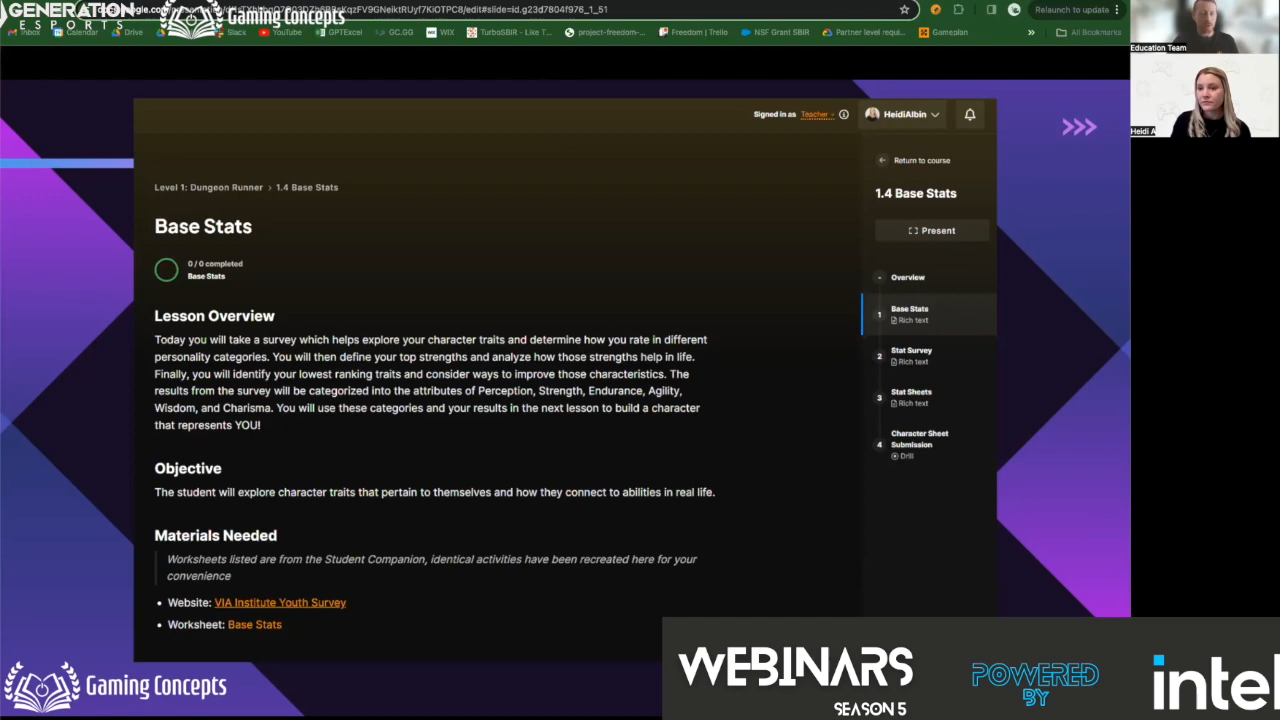 GENERATION
ESPORTS
Gaming Concepts
/edit#slide=id.g23d7804f976_1_51
Relaunch to update
Inbox
Calendar
Drive
Slack
YouTube
GPTExcel
GC.GG
WIX
TurboSBIR - Like T...
project-freedom-...
Freedom | Trello
NSF Grant SBIR
Partner level requi...
Gameplan
»
All Bookmarks
Education Team
Heidi A
Signed in as Teacher
HeidiAlbin
Level 1: Dungeon Runner > 1.4 Base Stats
Base Stats
0 / 0 completed
Base Stats
Lesson Overview
Today you will take a survey which helps explore your character traits and determine how you rate in different
personality categories. You will then define your top strengths and analyze how those strengths help in life.
Finally, you will identify your lowest ranking traits and consider ways to improve those characteristics. The
results from the survey will be categorized into the attributes of Perception, Strength, Endurance, Agility,
Wisdom, and Charisma. You will use these categories and your results in the next lesson to build a character
that represents YOU!
Objective
The student will explore character traits that pertain to themselves and how they connect to abilities in real life.
Materials Needed
Worksheets listed are from the Student Companion, identical activities have been recreated here for your
convenience
• Website: VIA Institute Youth Survey
• Worksheet: Base Stats
Return to course
1.4 Base Stats
Present
- Overview
1 Base Stats
Rich text
2 Stat Survey
Rich text
3 Stat Sheets
Rich text
4 Character Sheet
Submission
Drill
Gaming Concepts
WEBINARS
SEASON 5
POWERED
BY
intel